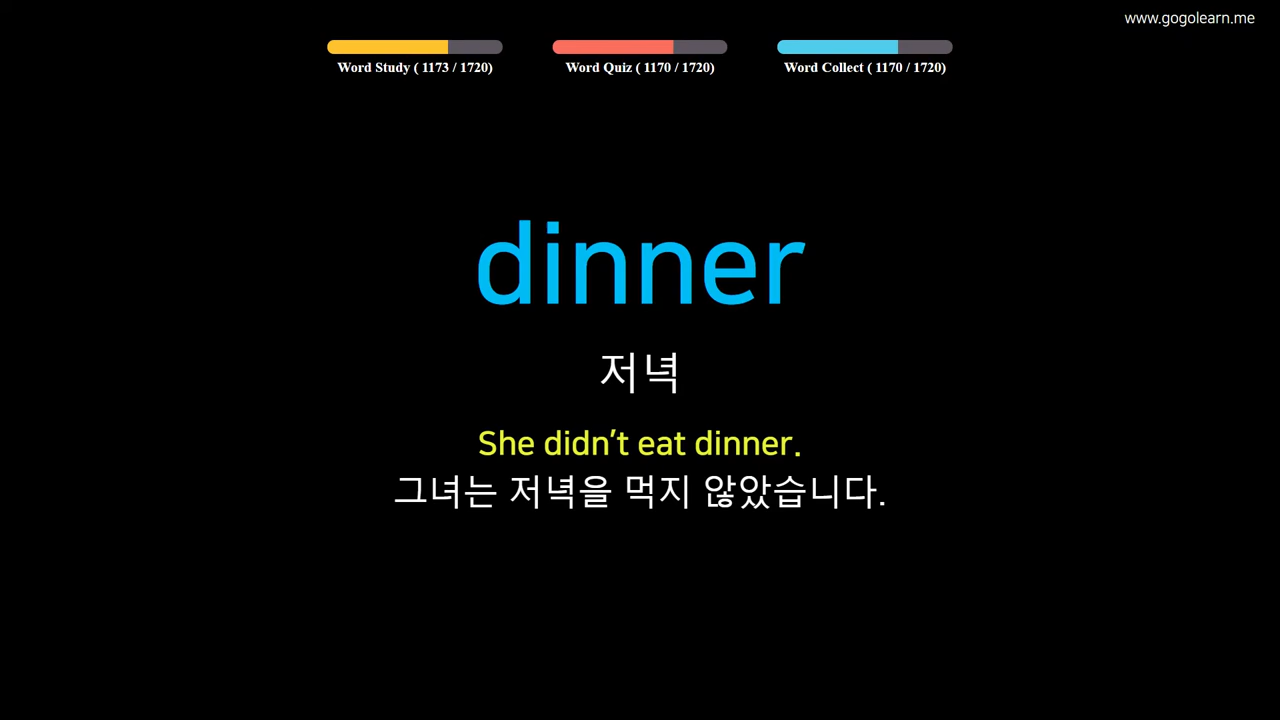 www.gogolearn.me
Word Study ( 1173 / 1720)
Word Quiz ( 1170 / 1720)
Word Collect ( 1170 / 1720)
dinner
저녁
She didn’t eat dinner.
그녀는 저녁을 먹지 않았습니다.